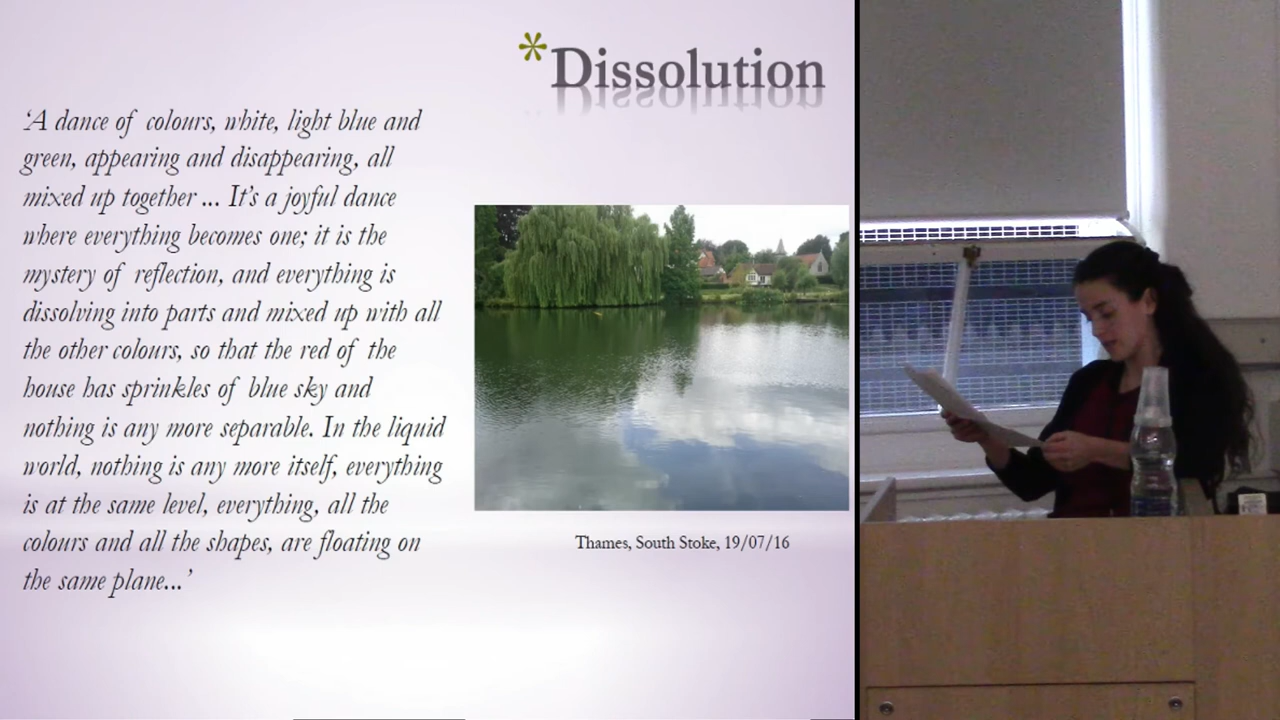 *Dissolution
‘A dance of colours, white, light blue and
green, appearing and disappearing, all
mixed up together ... It’s a joyful dance
where everything becomes one; it is the
mystery of reflection, and everything is
dissolving into parts and mixed up with all
the other colours, so that the red of the
house has sprinkles of blue sky and
nothing is any more separable. In the liquid
world, nothing is any more itself, everything
is at the same level, everything, all the
colours and all the shapes, are floating on
the same plane...’
Thames, South Stoke, 19/07/16